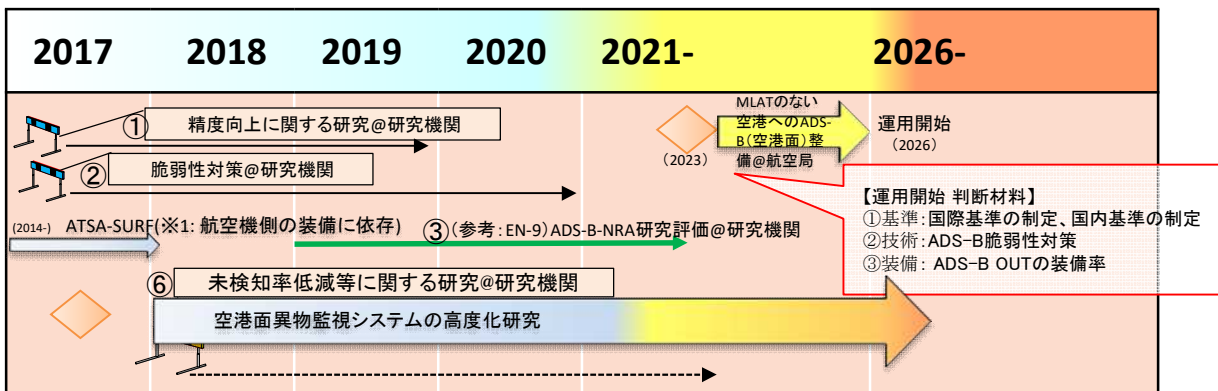 2017 2018 2019 2020 2021- 2026-
① 精度向上に関する研究@研究機関
② 脆弱性対策@研究機関
(2023)
MLATのない
空港へのADS-
B(空港面)整
備@航空局
運用開始
(2026)
【運用開始 判断材料】
①基準：国際基準の制定、国内基準の制定
②技術：ADS-B脆弱性対策
③装備： ADS-B OUTの装備率
(2014-) ATSA-SURF(※1: 航空機側の装備に依存)
③(参考：EN-9)ADS-B-NRA研究評価@研究機関
⑥ 未検知率低減等に関する研究@研究機関
空港面異物監視システムの高度化研究